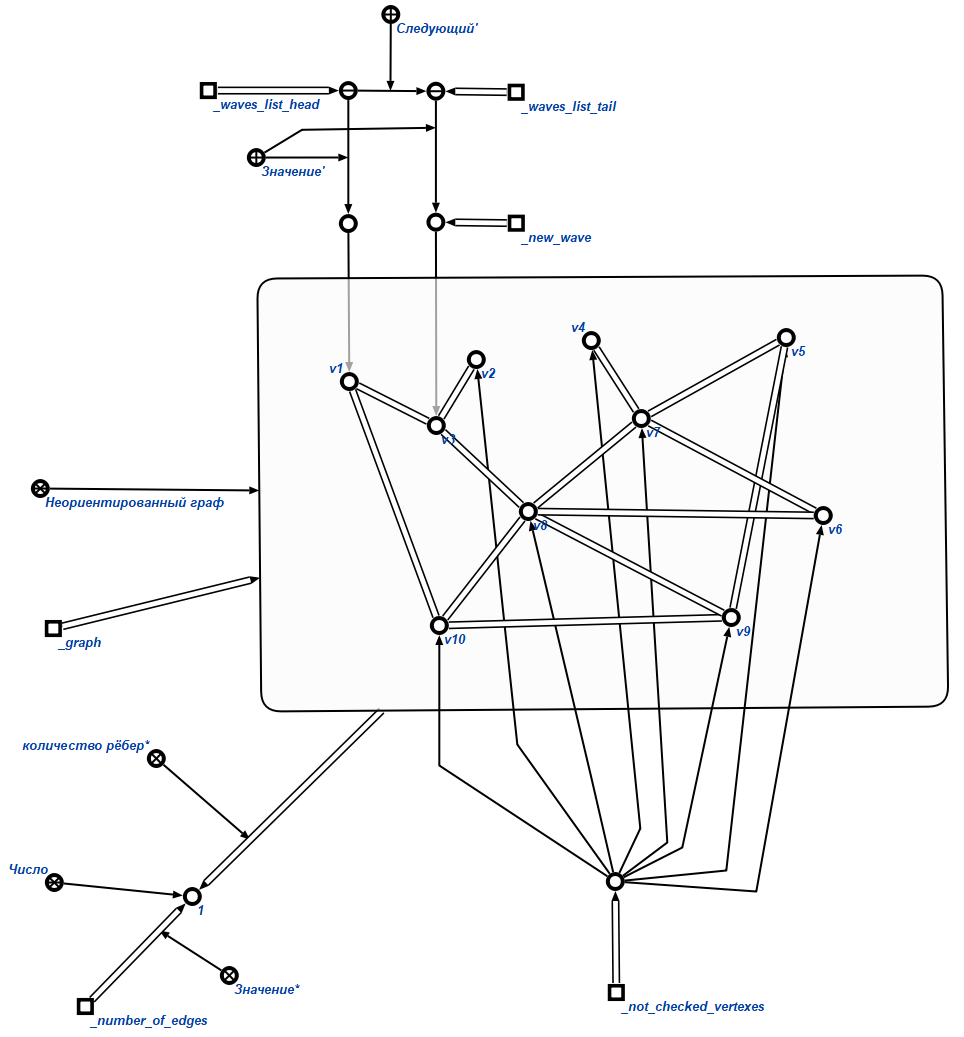 Следующий'
_waves_list_head
_waves_list_tail
Значение'
_new_wave
v4
v5
v1
v2
v3
v7
v8
v6
Неориентированный граф
v9
v10
_graph
количество рёбер*
Число
1
Значение*
_number_of_edges
_not_checked_vertexes